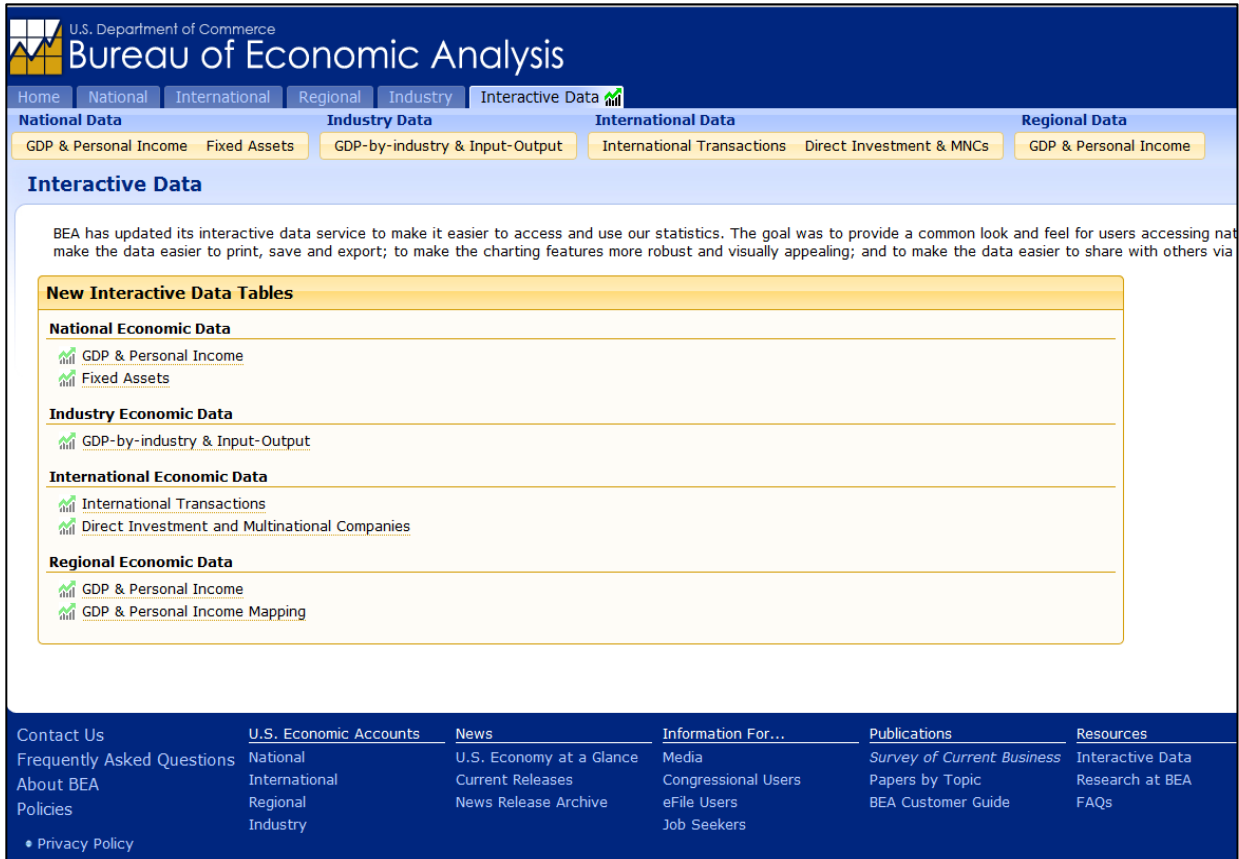 U.S. Department of Commerce
Bureau of Economic Analysis
Home National International Regional Industry Interactive Data
National Data Industry Data International Data Regional Data
GDP & Personal Income Fixed Assets GDP-by-industry & Input-Output International Transactions Direct Investment & MNCs GDP & Personal Income
Interactive Data
BEA has updated its interactive data service to make it easier to access and use our statistics. The goal was to provide a common look and feel for users accessing nat
make the data easier to print, save and export; to make the charting features more robust and visually appealing; and to make the data easier to share with others via
New Interactive Data Tables
National Economic Data
GDP & Personal Income
Fixed Assets
Industry Economic Data
GDP-by-industry & Input-Output
International Economic Data
International Transactions
Direct Investment and Multinational Companies
Regional Economic Data
GDP & Personal Income
GDP & Personal Income Mapping
Contact Us
Frequently Asked Questions
About BEA
Policies
• Privacy Policy
U.S. Economic Accounts
National
International
Regional
Industry
News
U.S. Economy at a Glance
Current Releases
News Release Archive
Information For...
Media
Congressional Users
eFile Users
Job Seekers
Publications
Survey of Current Business
Papers by Topic
BEA Customer Guide
Resources
Interactive Data
Research at BEA
FAQs